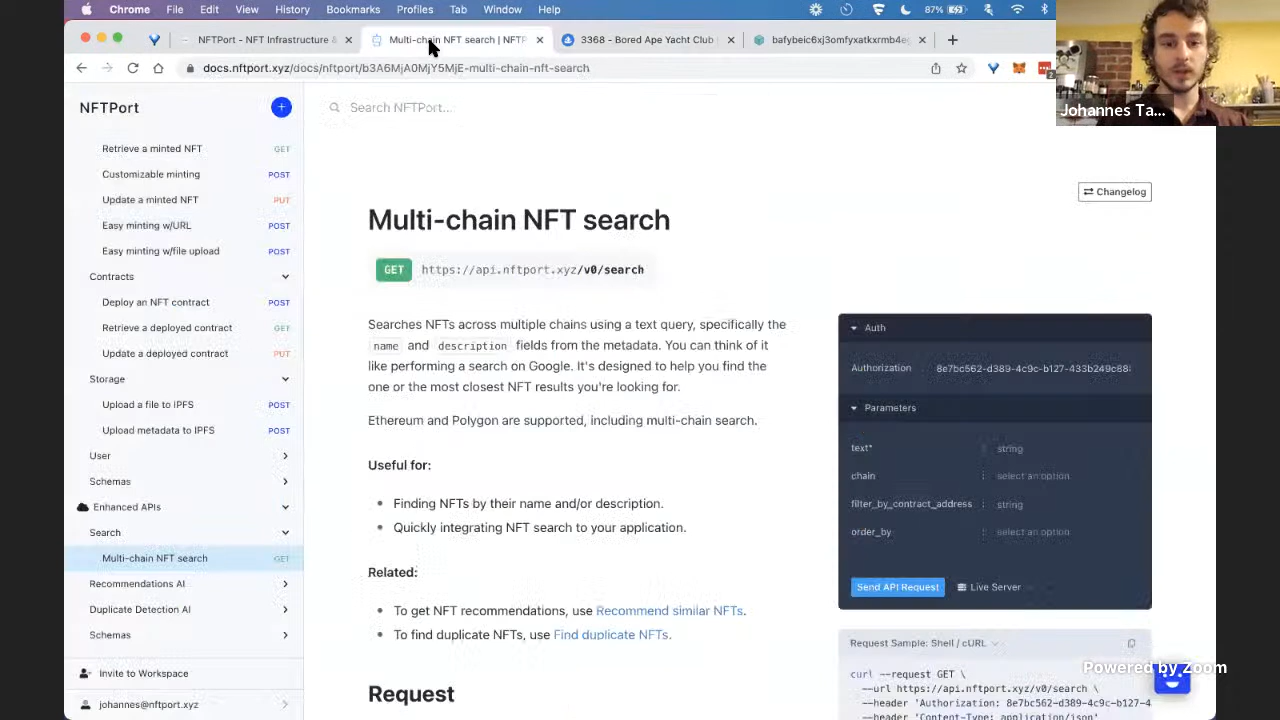 Chrome File Edit View History Bookmarks Profiles Tab Window Help 87%
NFTPort - NFT Infrastructure &
Multi-chain NFT search | NFTP
3368 - Bored Ape Yacht Club
docs.nftport.xyz/docs/nftport/b3A6MjA0MjY5MjE-multi-chain-nft-search
Johannes Ta...
NFTPort
Search NFTPort...
Retrieve a minted NFT GET
Customizable minting POST
Update a minted NFT PUT
Easy minting w/URL POST
Easy minting w/file upload POST
Contracts
Deploy an NFT contract POST
Retrieve a deployed contract GET
Update a deployed contract PUT
Storage
Upload a file to IPFS POST
Upload metadata to IPFS POST
User
Schemas
Enhanced APIs
Search
Multi-chain NFT search GET
Recommendations AI
Duplicate Detection AI
Schemas
Invite to Workspace
johannes@nftport.xyz
Changelog
Multi-chain NFT search
GET https://api.nftport.xyz/v0/search
Searches NFTs across multiple chains using a text query, specifically the
name and description fields from the metadata. You can think of it
like performing a search on Google. It's designed to help you find the
one or the most closest NFT results you're looking for.
Ethereum and Polygon are supported, including multi-chain search.
Useful for:
• Finding NFTs by their name and/or description.
• Quickly integrating NFT search to your application.
Related:
• To get NFT recommendations, use Recommend similar NFTs.
• To find duplicate NFTs, use Find duplicate NFTs.
Request
Auth
Authorization 8e7bc562-d389-4c9c-b127-433b249c68
Parameters
text* : string
chain : select an option
filter_by_contract_address : string
order_by : select an option
Send API Request Live Server
Request Sample: Shell / cURL
curl --request GET \
--url https://api.nftport.xyz/v0/search \
--header 'Authorization: 8e7bc562-d389-4c9c-b127-4
--header 'Content-Type: application/json'
Powered by Zoom